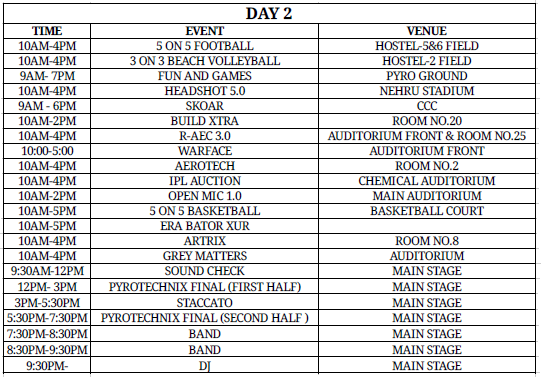 DAY 2
TIME EVENT VENUE
10AM-4PM 5 ON 5 FOOTBALL HOSTEL-5&6 FIELD
10AM-4PM 3 ON 3 BEACH VOLLEYBALL HOSTEL-2 FIELD
9AM- 7PM FUN AND GAMES PYRO GROUND
10AM-4PM HEADSHOT 5.0 NEHRU STADIUM
9AM - 6PM SKOAR CCC
10AM-2PM BUILD XTRA ROOM NO.20
10AM-4PM R-AEC 3.0 AUDITORIUM FRONT & ROOM NO.25
10:00-5:00 WARFACE AUDITORIUM FRONT
10AM-4PM AEROTECH ROOM NO.2
10AM-4PM IPL AUCTION CHEMICAL AUDITORIUM
10AM-2PM OPEN MIC 1.0 MAIN AUDITORIUM
10AM-5PM 5 ON 5 BASKETBALL BASKETBALL COURT
10AM-5PM ERA BATOR XUR
10AM-4PM ARTRIX ROOM NO.8
10AM-4PM GREY MATTERS AUDITORIUM
9:30AM-12PM SOUND CHECK MAIN STAGE
12PM- 3PM PYROTECHNIX FINAL (FIRST HALF) MAIN STAGE
3PM-5:30PM STACCATO MAIN STAGE
5:30PM-7:30PM PYROTECHNIX FINAL (SECOND HALF ) MAIN STAGE
7:30PM-8:30PM BAND MAIN STAGE
8:30PM-9:30PM BAND MAIN STAGE
9:30PM- DJ MAIN STAGE